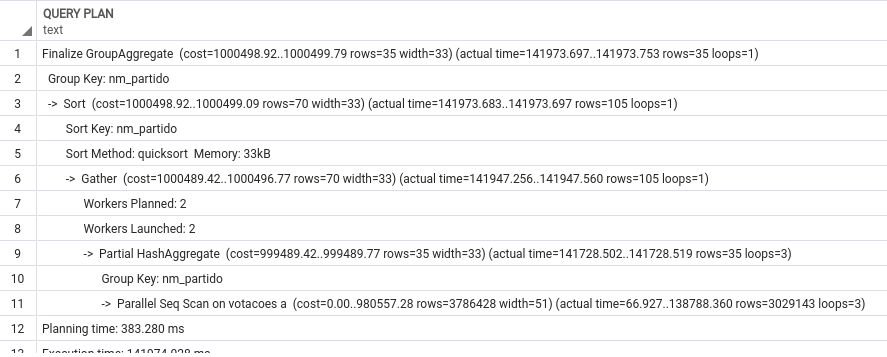 QUERY PLAN
text
1 Finalize GroupAggregate (cost=1000498.92..1000499.79 rows=35 width=33) (actual time=141973.697..141973.753 rows=35 loops=1)
2 Group Key: nm_partido
3 -> Sort (cost=1000498.92..1000499.09 rows=70 width=33) (actual time=141973.683..141973.697 rows=105 loops=1)
4 Sort Key: nm_partido
5 Sort Method: quicksort Memory: 33kB
6 -> Gather (cost=1000489.42..1000496.77 rows=70 width=33) (actual time=141947.256..141947.560 rows=105 loops=1)
7 Workers Planned: 2
8 Workers Launched: 2
9 -> Partial HashAggregate (cost=999489.42..999489.77 rows=35 width=33) (actual time=141728.502..141728.519 rows=35 loops=3)
10 Group Key: nm_partido
11 -> Parallel Seq Scan on votacoes a (cost=0.00..980557.28 rows=3786428 width=51) (actual time=66.927..138788.360 rows=3029143 loops=3)
12 Planning time: 383.280 ms
13 Execution time: 141974.028 ms